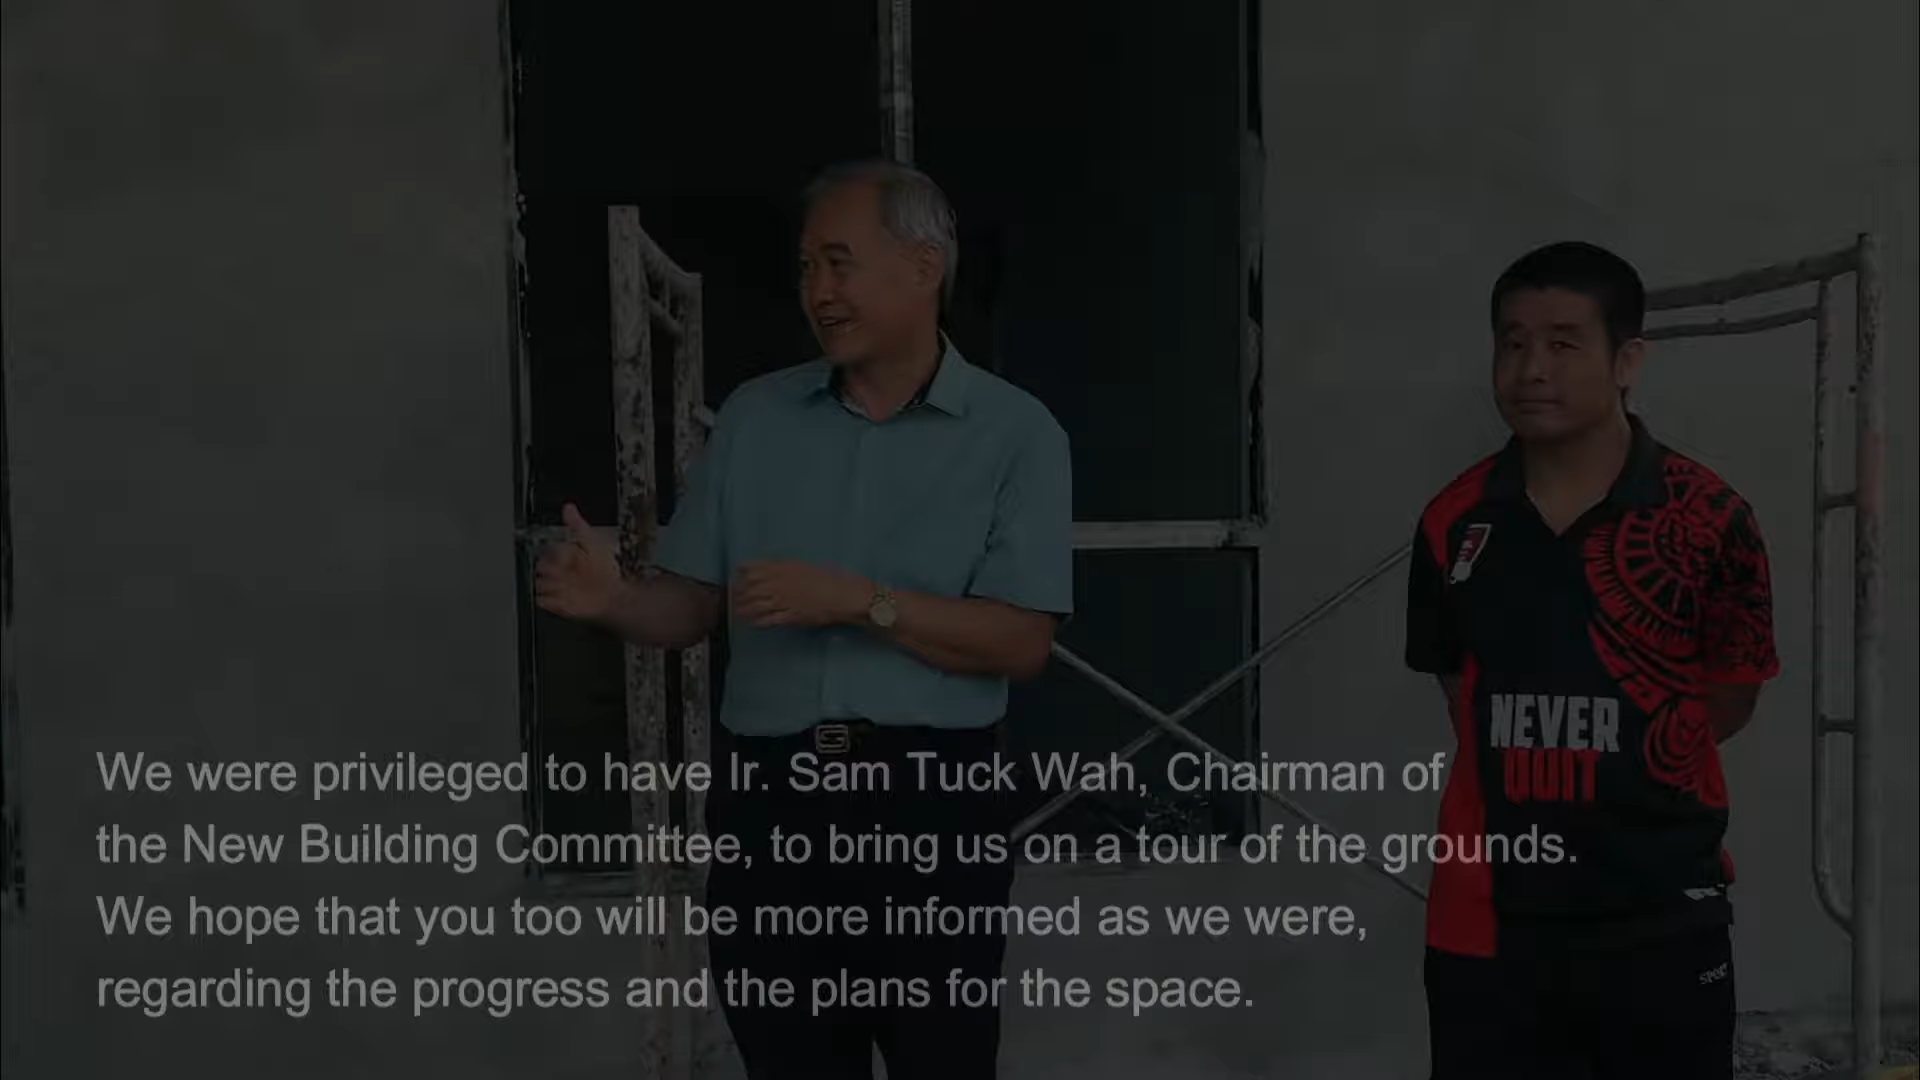 We were privileged to have Ir. Sam Tuck Wah, Chairman of
the New Building Committee, to bring us on a tour of the grounds.
We hope that you too will be more informed as we were,
regarding the progress and the plans for the space.
NEVER
QUIT